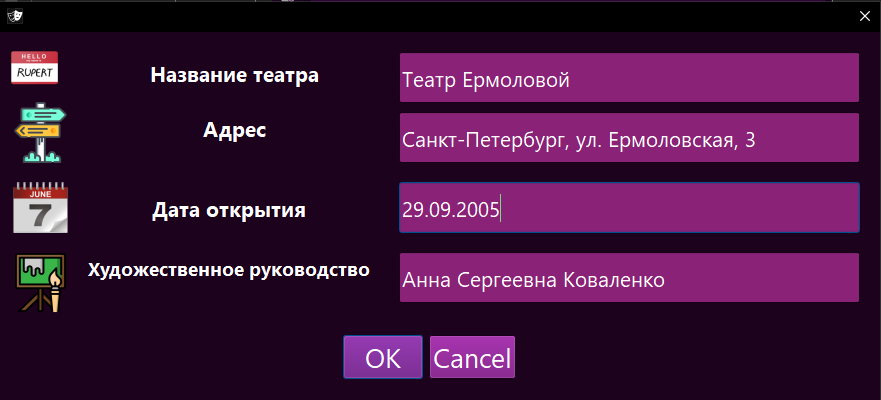 HELLO
RUPERT
Название театра
Театр Ермоловой
Адрес
Санкт-Петербург, ул. Ермоловская, 3
JUNE
7
Дата открытия
29.09.2005
Художественное руководство
Анна Сергеевна Коваленко
OK
Cancel